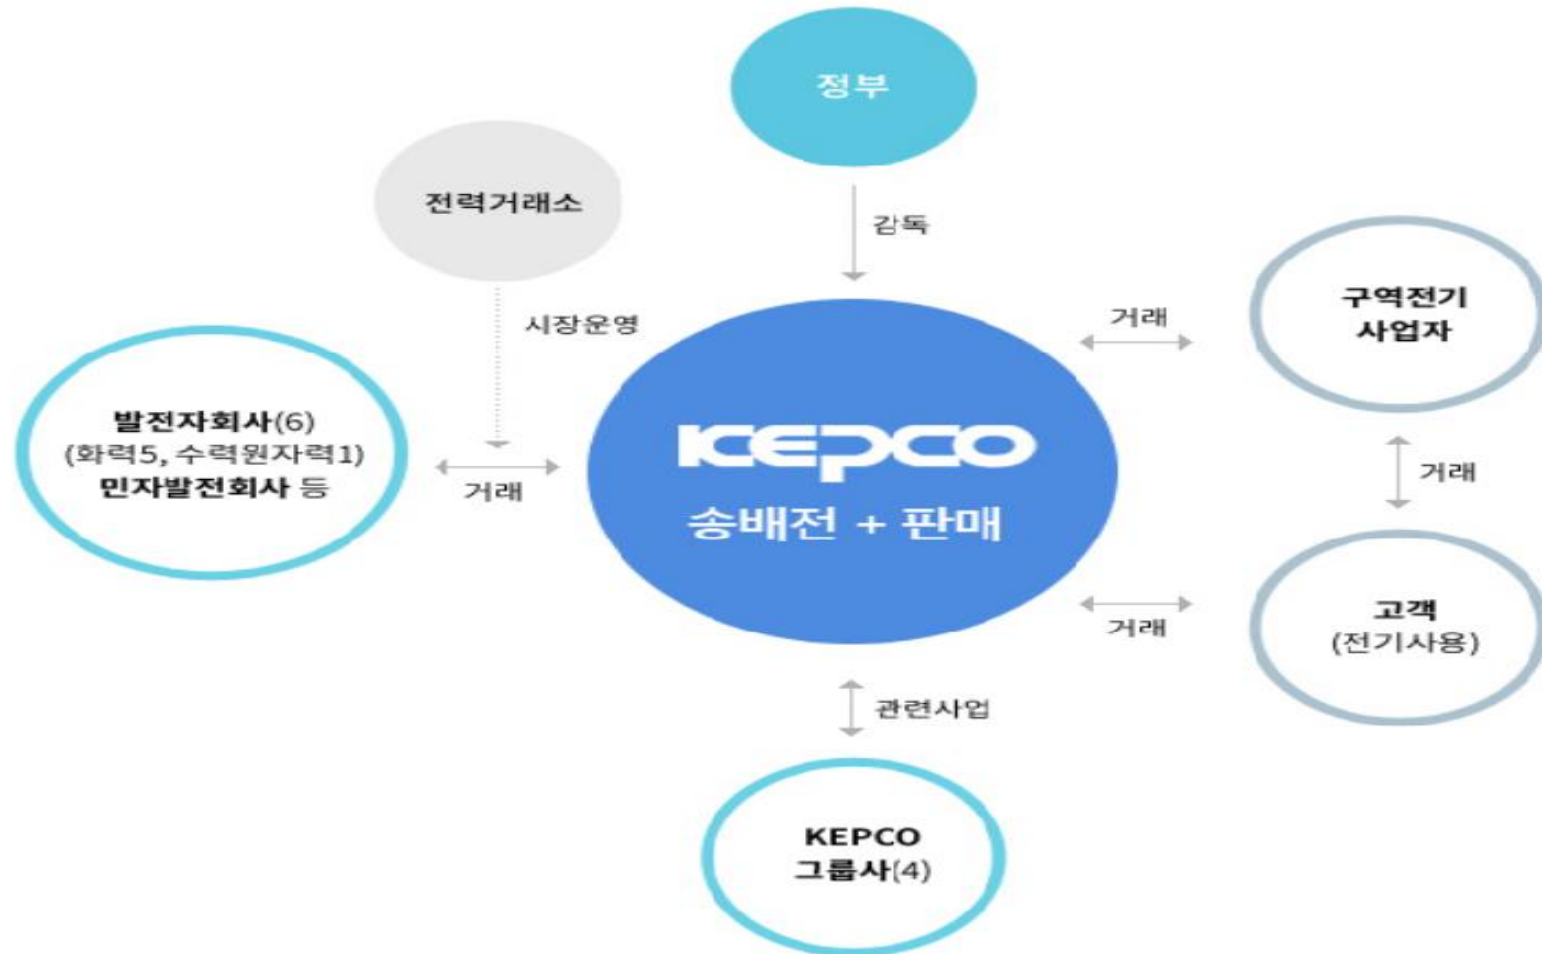 정부
전력거래소
감독
시장운영
거래
구역전기
사업자
발전자회사(6)
(화력5, 수력원자력1)
민자발전회사 등
거래
KEPCO
송배전 + 판매
거래
고객
(전기사용)
거래
관련사업
KEPCO
그룹사(4)